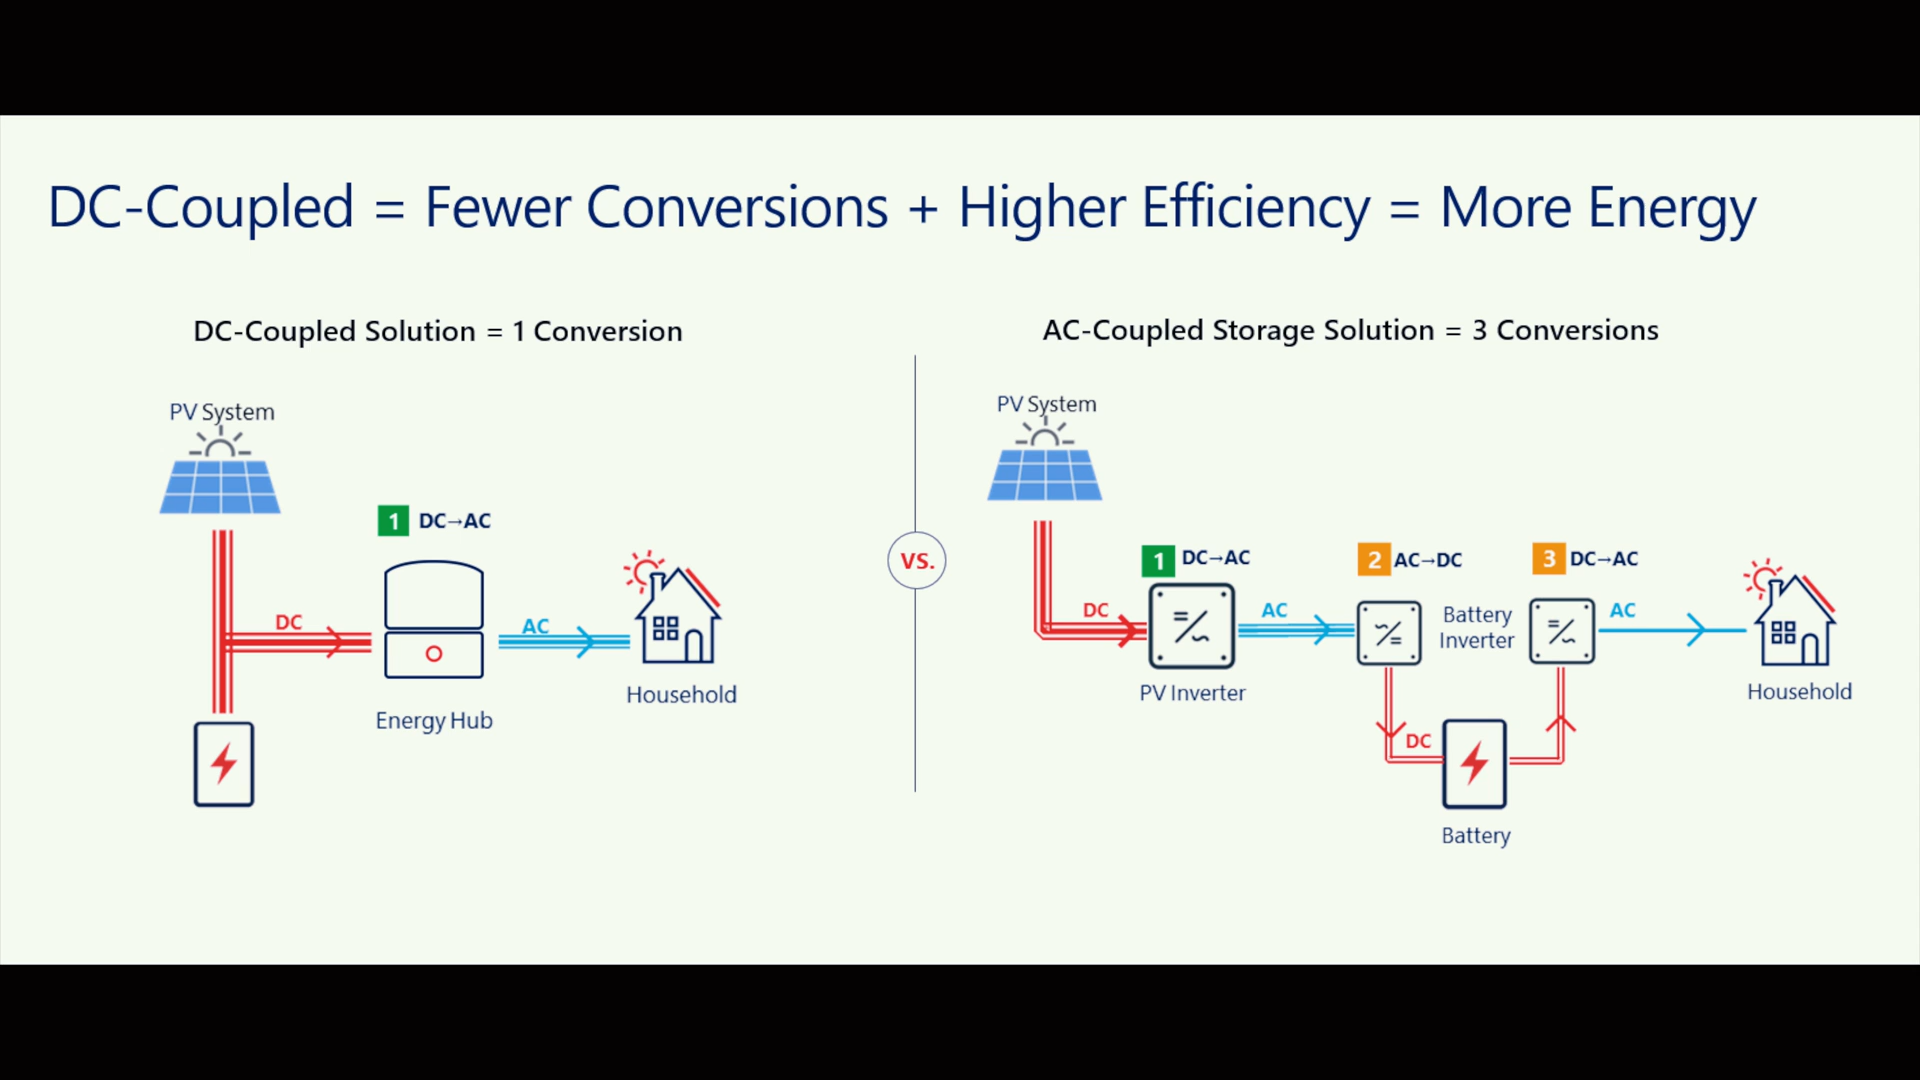 DC-Coupled = Fewer Conversions + Higher Efficiency = More Energy
DC-Coupled Solution = 1 Conversion
PV System
1 DC→AC
DC
AC
Energy Hub
Household
VS.
AC-Coupled Storage Solution = 3 Conversions
PV System
1 DC→AC
2 AC→DC
3 DC→AC
DC
AC
Battery
Inverter
AC
PV Inverter
Household
DC
Battery